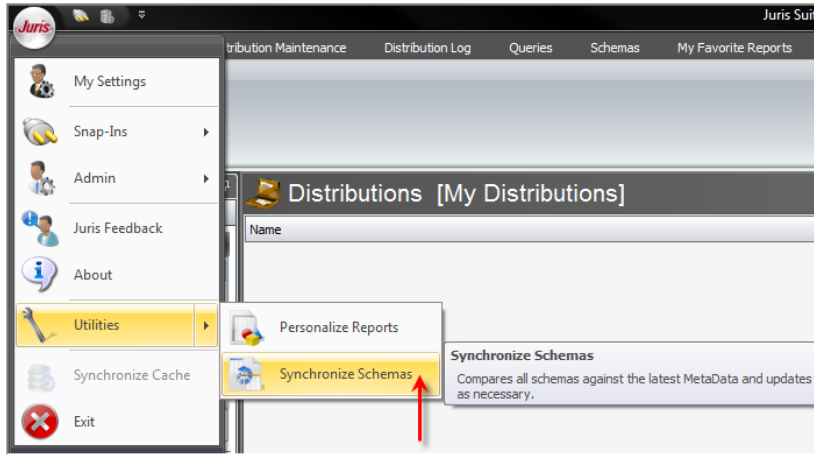 Juris
Juris Sui
tribution Maintenance Distribution Log Queries Schemas My Favorite Reports
My Settings
Snap-Ins
Admin
Distributions [My Distributions]
Juris Feedback
Name
About
Utilities
Personalize Reports
Synchronize Schemas
Synchronize Schemas
Compares all schemas against the latest MetaData and updates
as necessary.
Synchronize Cache
Exit